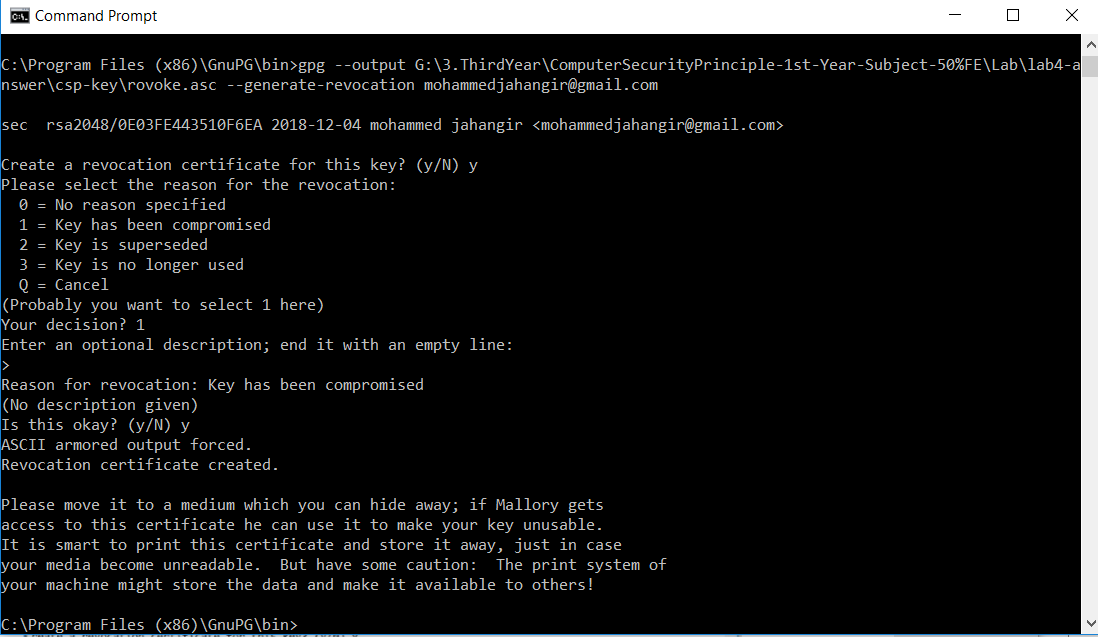 Command Prompt
C:\Program Files (x86)\GnuPG\bin>gpg --output G:\3.ThirdYear\ComputerSecurityPrinciple-1st-Year-Subject-50%FE\Lab\lab4-a
nswer\csp-key\rovoke.asc --generate-revocation mohammedjahangir@gmail.com
sec  rsa2048/0E03FE443510F6EA 2018-12-04 mohammed jahangir <mohammedjahangir@gmail.com>
Create a revocation certificate for this key? (y/N) y
Please select the reason for the revocation:
  0 = No reason specified
  1 = Key has been compromised
  2 = Key is superseded
  3 = Key is no longer used
  Q = Cancel
(Probably you want to select 1 here)
Your decision? 1
Enter an optional description; end it with an empty line:
>
Reason for revocation: Key has been compromised
(No description given)
Is this okay? (y/N) y
ASCII armored output forced.
Revocation certificate created.
Please move it to a medium which you can hide away; if Mallory gets
access to this certificate he can use it to make your key unusable.
It is smart to print this certificate and store it away, just in case
your media become unreadable.  But have some caution:  The print system of
your machine might store the data and make it available to others!
C:\Program Files (x86)\GnuPG\bin>